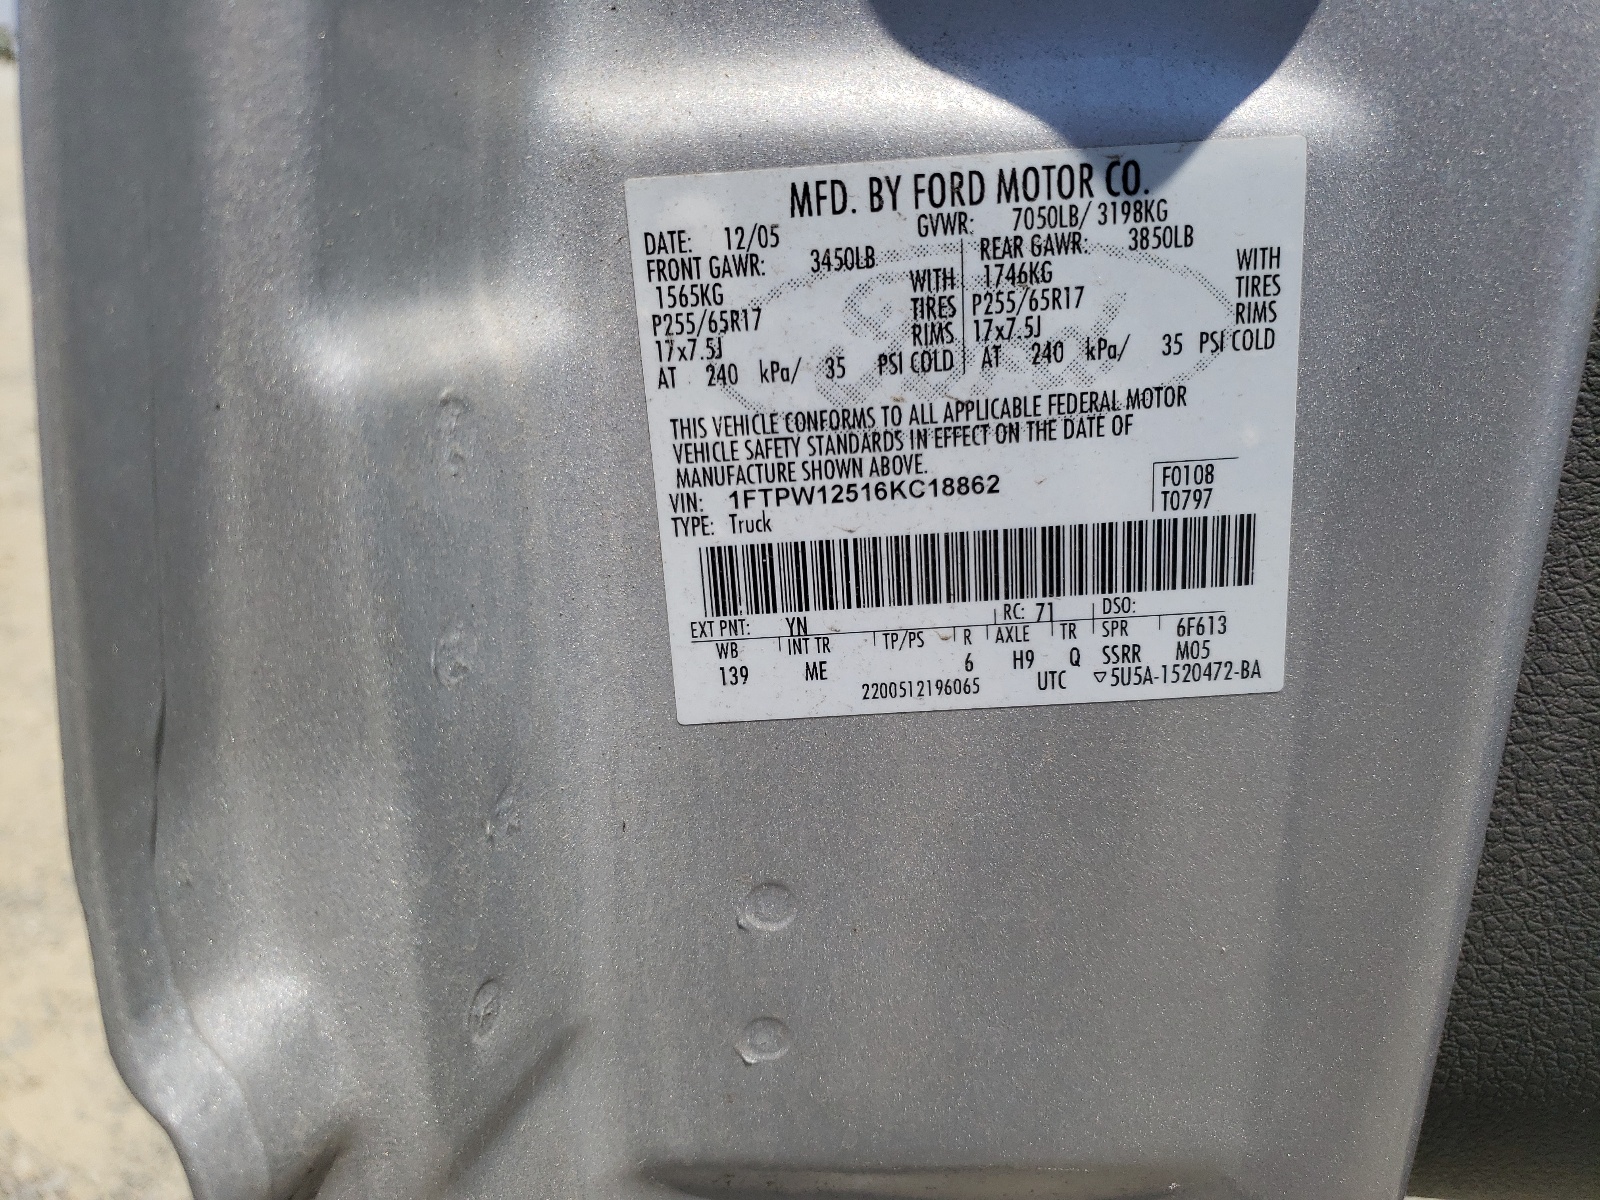 MFD. BY FORD MOTOR CO.
DATE: 12/05 GVWR: 7050LB/ 3198KG
FRONT GAWR: 3450LB REAR GAWR: 3850LB
1565KG WITH 1746KG WITH
P255/65R17 TIRES P255/65R17 TIRES
17x7.5J RIMS 17x7.5J RIMS
AT 240 kPa/ 35 PSI COLD AT 240 kPa/ 35 PSI COLD
THIS VEHICLE CONFORMS TO ALL APPLICABLE FEDERAL MOTOR
VEHICLE SAFETY STANDARDS IN EFFECT ON THE DATE OF
MANUFACTURE SHOWN ABOVE.
VIN: 1FTPW12516KC18862 F0108
TYPE: Truck T0797
EXT PNT: YN RC: 71 DSO:
WB INT TR TP/PS R AXLE TR SPR 6F613
139 ME 6 H9 Q SSRR M05
2200512196065 UTC ▽5U5A-1520472-BA